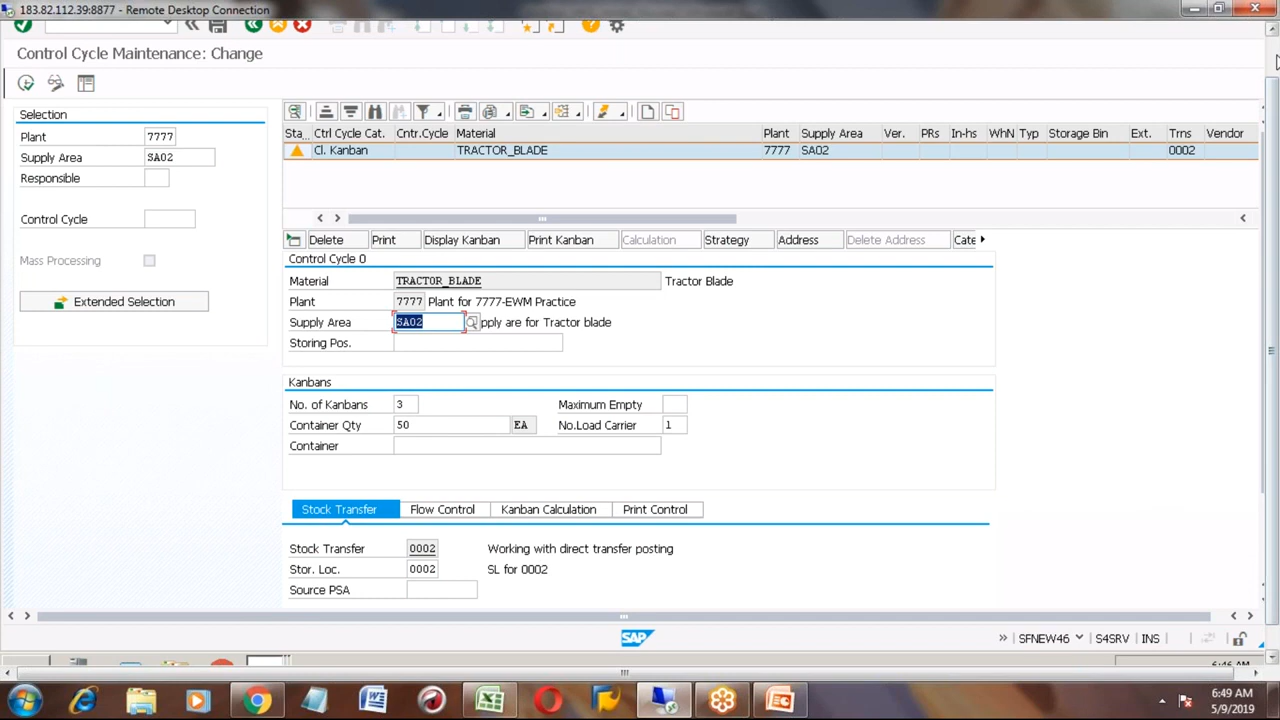 183.82.112.39:8877 - Remote Desktop Connection
Control Cycle Maintenance: Change
Selection
Plant 7777
Supply Area SA02
Responsible
Control Cycle
Mass Processing
Extended Selection
Sta... Ctrl Cycle Cat. Cntr.Cycle Material Plant Supply Area Ver. PRs In-hs WhN Typ Storage Bin Ext. Trns Vendor
Cl. Kanban TRACTOR_BLADE 7777 SA02 0002
Delete Print Display Kanban Print Kanban Calculation Strategy Address Delete Address Cate
Control Cycle 0
Material TRACTOR_BLADE Tractor Blade
Plant 7777 Plant for 7777-EWM Practice
Supply Area SA02 pply are for Tractor blade
Storing Pos.
Kanbans
No. of Kanbans 3 Maximum Empty
Container Qty 50 EA No.Load Carrier 1
Container
Stock Transfer Flow Control Kanban Calculation Print Control
Stock Transfer 0002 Working with direct transfer posting
Stor. Loc. 0002 SL for 0002
Source PSA
SAP SFNEW46 S4SRV INS
6:49 AM
5/9/2019